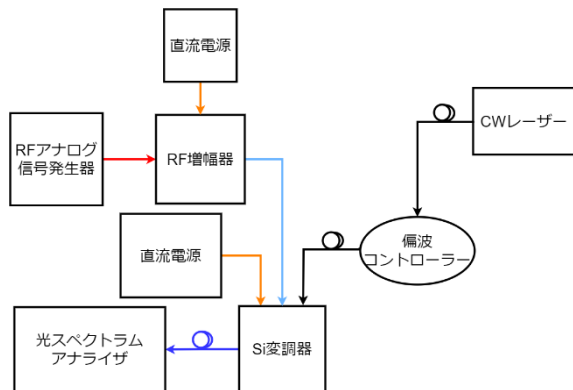 直流電源
CWレーザー
RFアナログ
信号発生器
RF増幅器
直流電源
偏波
コントローラー
光スペクトラム
アナライザ
Si変調器